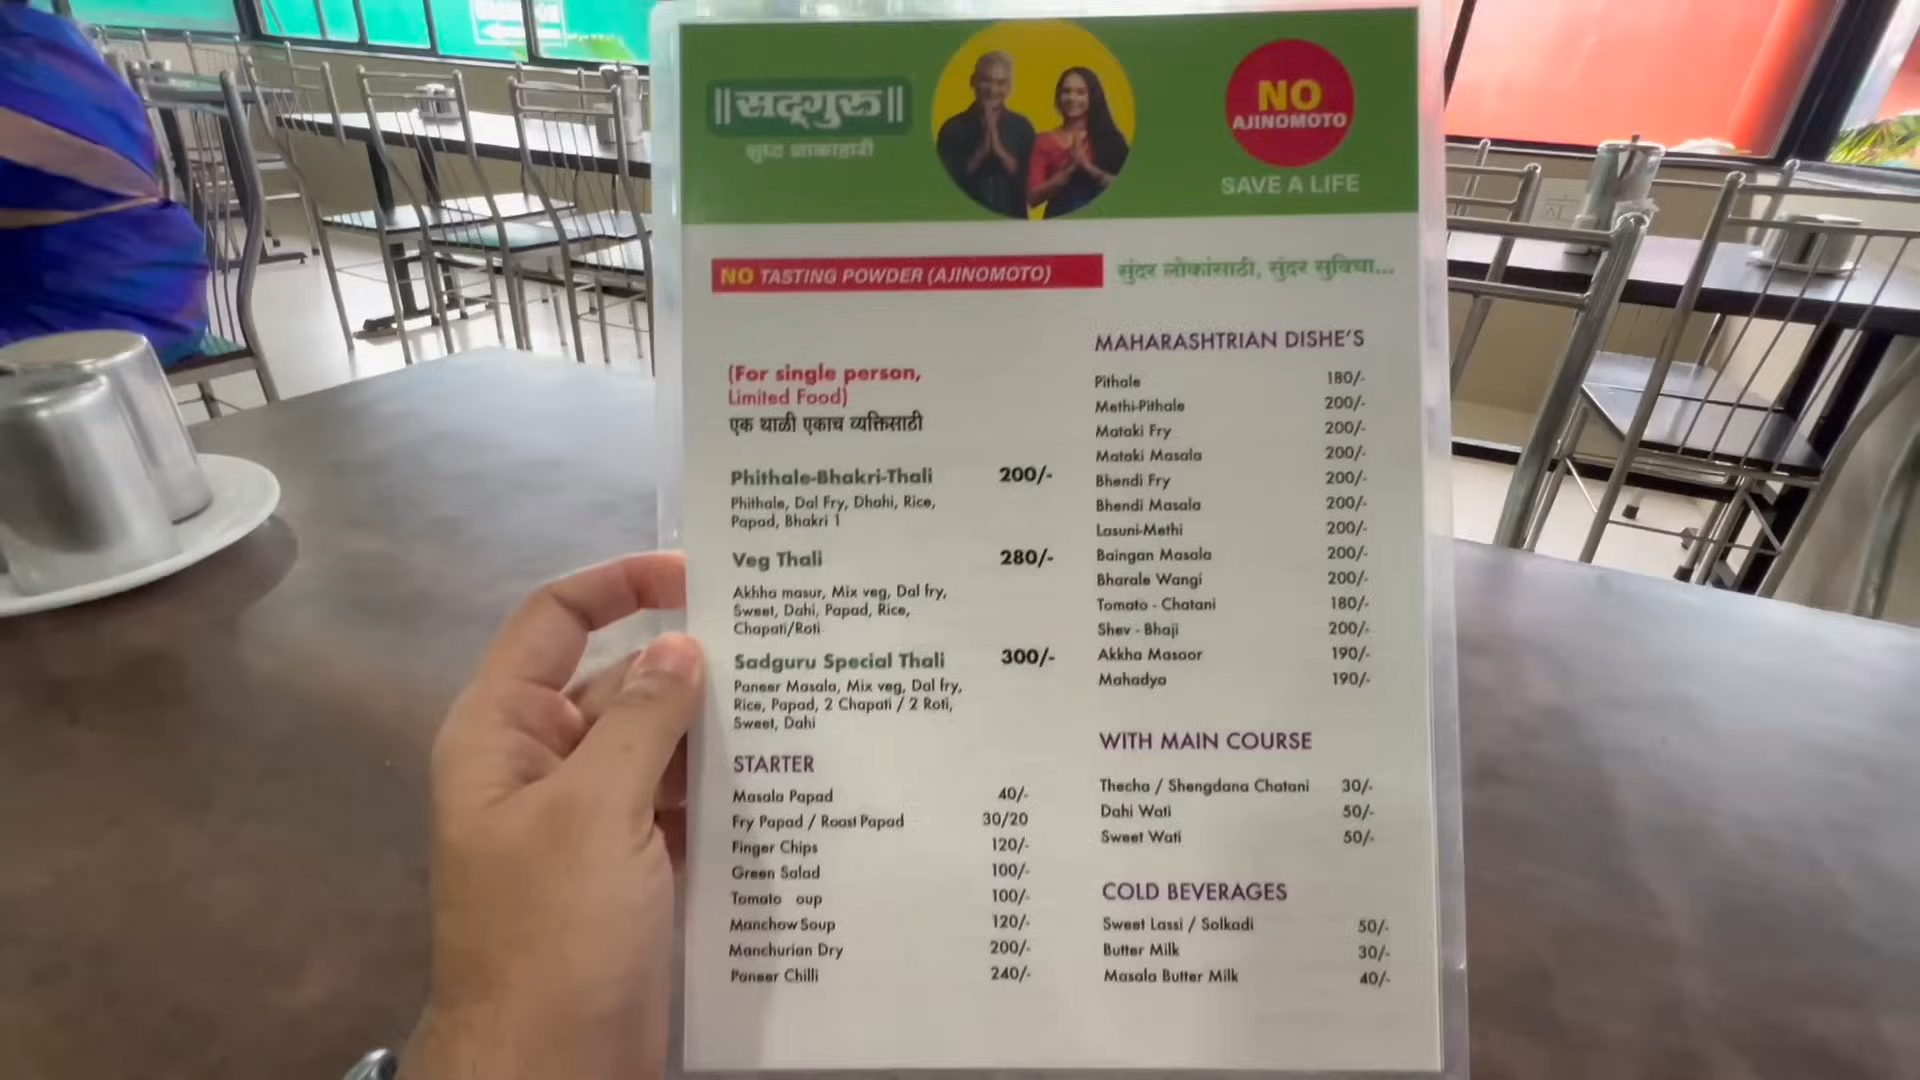 ||सद्गुरू||
शुध्द शाकाहारी
NO
AJINOMOTO
SAVE A LIFE
NO TASTING POWDER (AJINOMOTO)
सुंदर लोकांसाठी, सुंदर सुविधा...
(For single person,
Limited Food)
एक थाळी एकाच व्यक्तिसाठी
Phithale-Bhakri-Thali 200/-
Phithale, Dal Fry, Dhahi, Rice,
Papad, Bhakri 1
Veg Thali 280/-
Akhha masur, Mix veg, Dal fry,
Sweet, Dahi, Papad, Rice,
Chapati/Roti
Sadguru Special Thali 300/-
Paneer Masala, Mix veg, Dal fry,
Rice, Papad, 2 Chapati / 2 Roti,
Sweet, Dahi
STARTER
Masala Papad 40/-
Fry Papad / Roast Papad 30/20
Finger Chips 120/-
Green Salad 100/-
Tomato oup 100/-
Manchow Soup 120/-
Manchurian Dry 200/-
Paneer Chilli 240/-
MAHARASHTRIAN DISHE'S
Pithale 180/-
Methi-Pithale 200/-
Mataki Fry 200/-
Mataki Masala 200/-
Bhendi Fry 200/-
Bhendi Masala 200/-
Lasuni-Methi 200/-
Baingan Masala 200/-
Bharale Wangi 200/-
Tomato - Chatani 180/-
Shev - Bhaji 200/-
Akkha Masoor 190/-
Mahadya 190/-
WITH MAIN COURSE
Thecha / Shengdana Chatani 30/-
Dahi Wati 50/-
Sweet Wati 50/-
COLD BEVERAGES
Sweet Lassi / Solkadi 50/-
Butter Milk 30/-
Masala Butter Milk 40/-